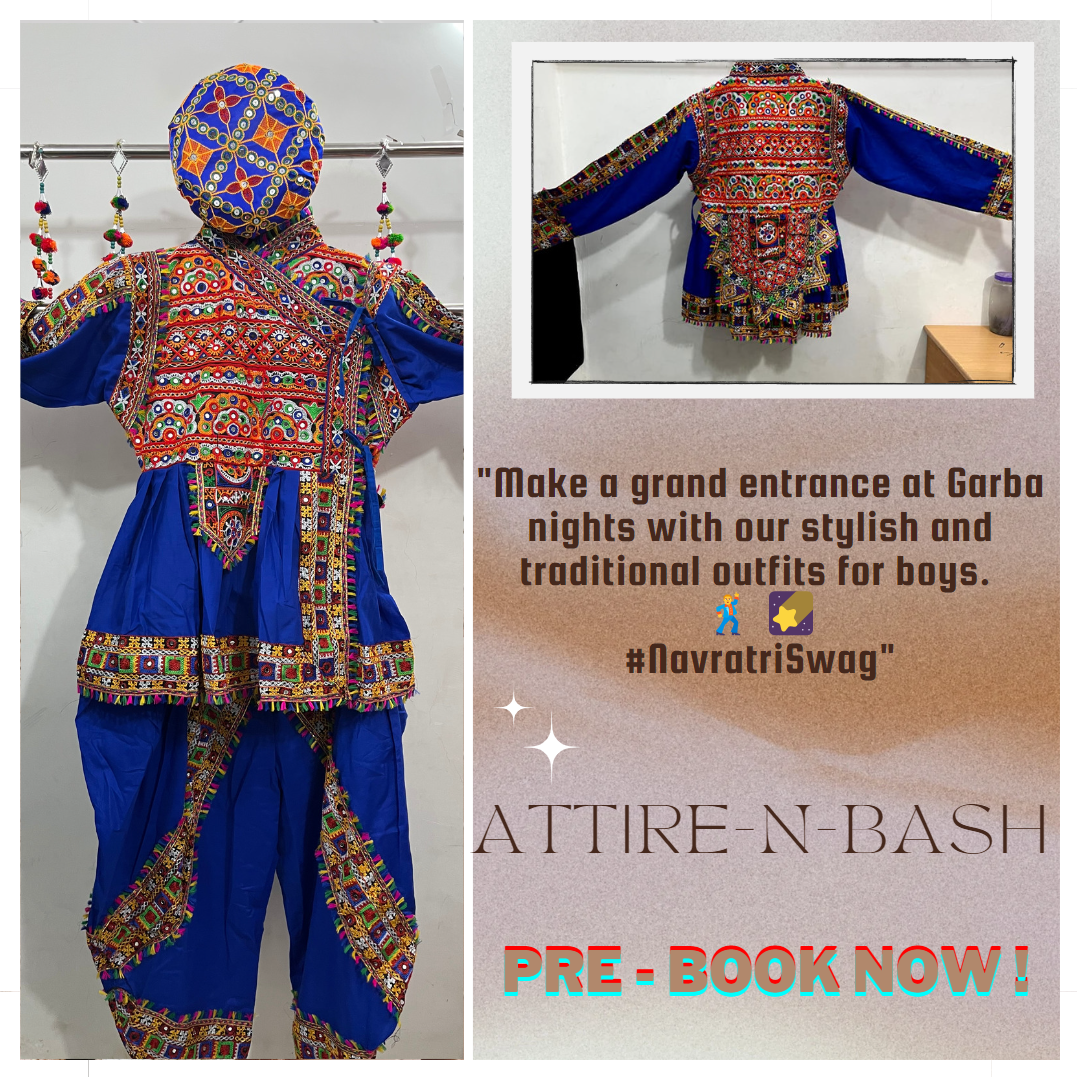 "Make a grand entrance at Garba
nights with our stylish and
traditional outfits for boys.
🕺 🌠
#NavratriSwag"
ATTIRE-N-BASH
PRE - BOOK NOW !